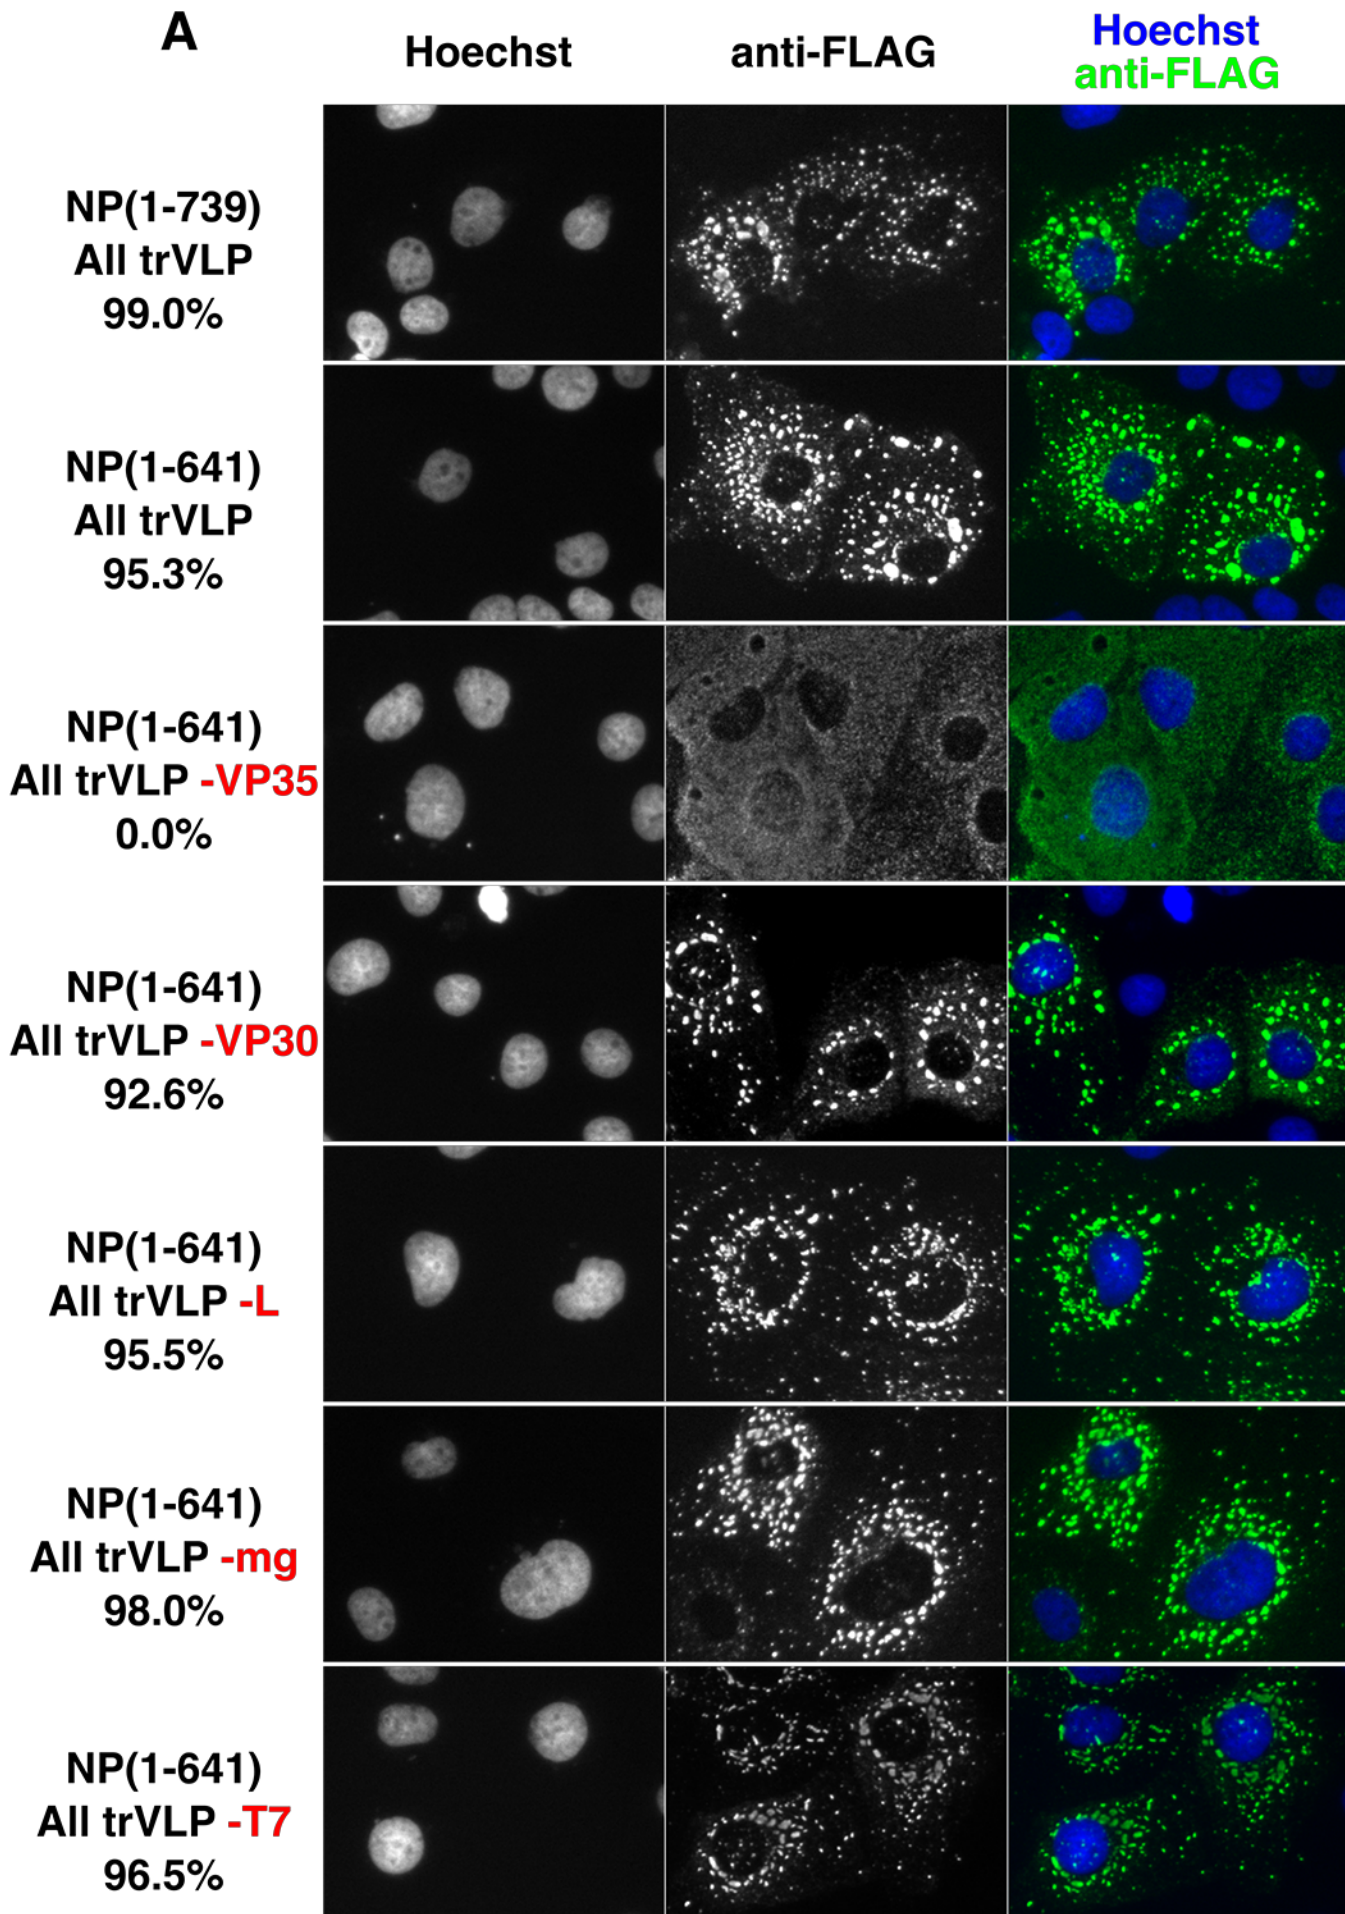 A
Hoechst
anti-FLAG
Hoechst
anti-FLAG
NP(1-739)
All trVLP
99.0%
NP(1-641)
All trVLP
95.3%
NP(1-641)
All trVLP -VP35
0.0%
NP(1-641)
All trVLP -VP30
92.6%
NP(1-641)
All trVLP -L
95.5%
NP(1-641)
All trVLP -mg
98.0%
NP(1-641)
All trVLP -T7
96.5%